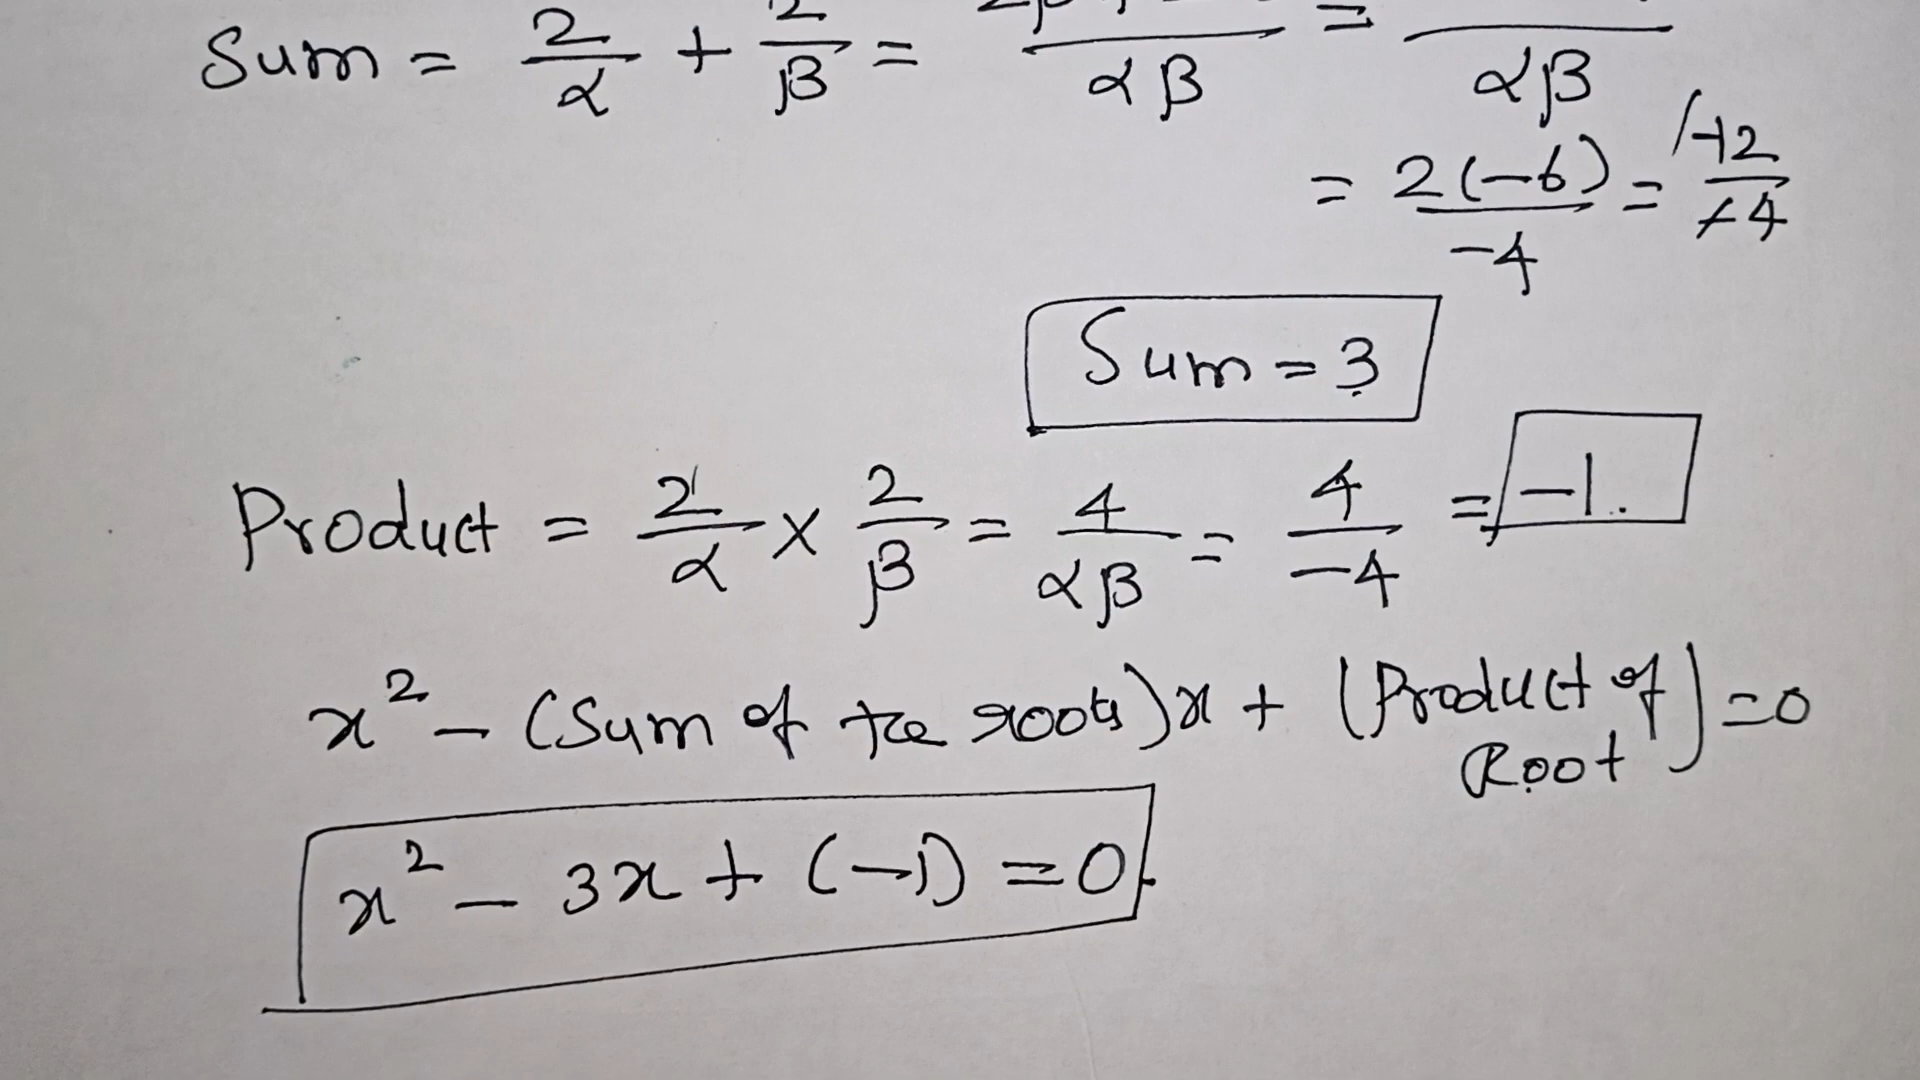 Sum = 2/α + 2/β = /αβ = /αβ
= 2(-6)/-4 = -12/-4
Sum = 3
Product = 2/α × 2/β = 4/αβ = 4/-4 = -1.
x² - (Sum of the roots)x + (Product of Root) = 0
x² - 3x + (-1) = 0.